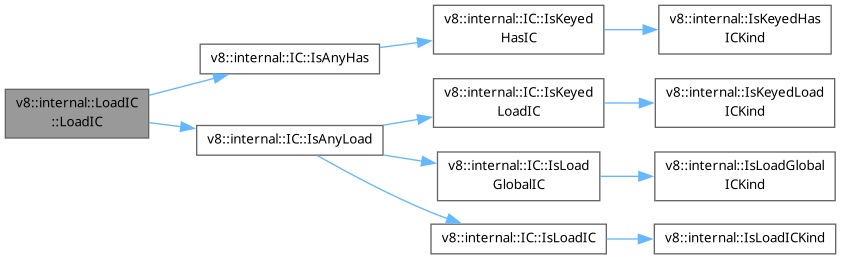 v8::internal::LoadIC
::LoadIC
v8::internal::IC::IsAnyHas
v8::internal::IC::IsAnyLoad
v8::internal::IC::IsKeyed
HasIC
v8::internal::IC::IsKeyed
LoadIC
v8::internal::IC::IsLoad
GlobalIC
v8::internal::IC::IsLoadIC
v8::internal::IsKeyedHas
ICKind
v8::internal::IsKeyedLoad
ICKind
v8::internal::IsLoadGlobal
ICKind
v8::internal::IsLoadICKind